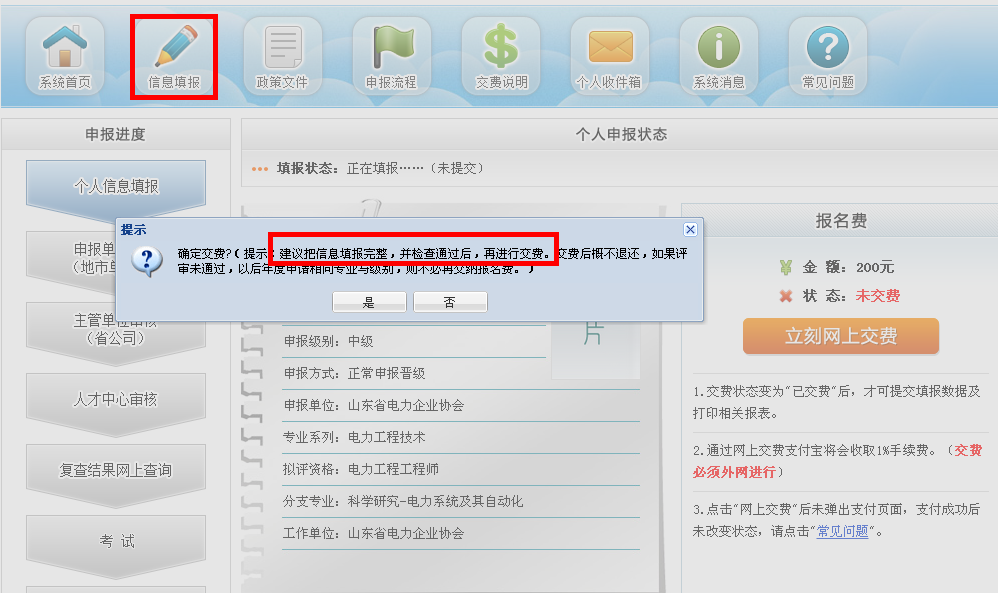 系统首页 信息填报 政策文件 申报流程 交费说明 个人收件箱 系统消息 常见问题
申报进度
个人信息填报
申报单
（地市单
主管单位审核
（省公司）
人才中心审核
复查结果网上查询
考 试
个人申报状态
填报状态: 正在填报……（未提交）
提示
确定交费?( 提示：建议把信息填报完整，并检查通过后，再进行交费。交费后概不退还，如果评
审未通过，以后年度申请相同专业与级别，则不必再交纳报名费。)
是 否
片
申报级别: 中级
申报方式: 正常申报晋级
申报单位: 山东省电力企业协会
专业系列: 电力工程技术
拟评资格: 电力工程工程师
分支专业: 科学研究-电力系统及其自动化
工作单位: 山东省电力企业协会
报名费
金 额: 200元
状 态: 未交费
立刻网上交费
1.交费状态变为"已交费"后, 才可提交填报数据及
打印相关报表。
2.通过网上交费支付宝将会收取1%手续费。（交费
必须外网进行）
3.点击"网上交费"后未弹出支付页面, 支付成功后
未改变状态, 请点击"常见问题"。